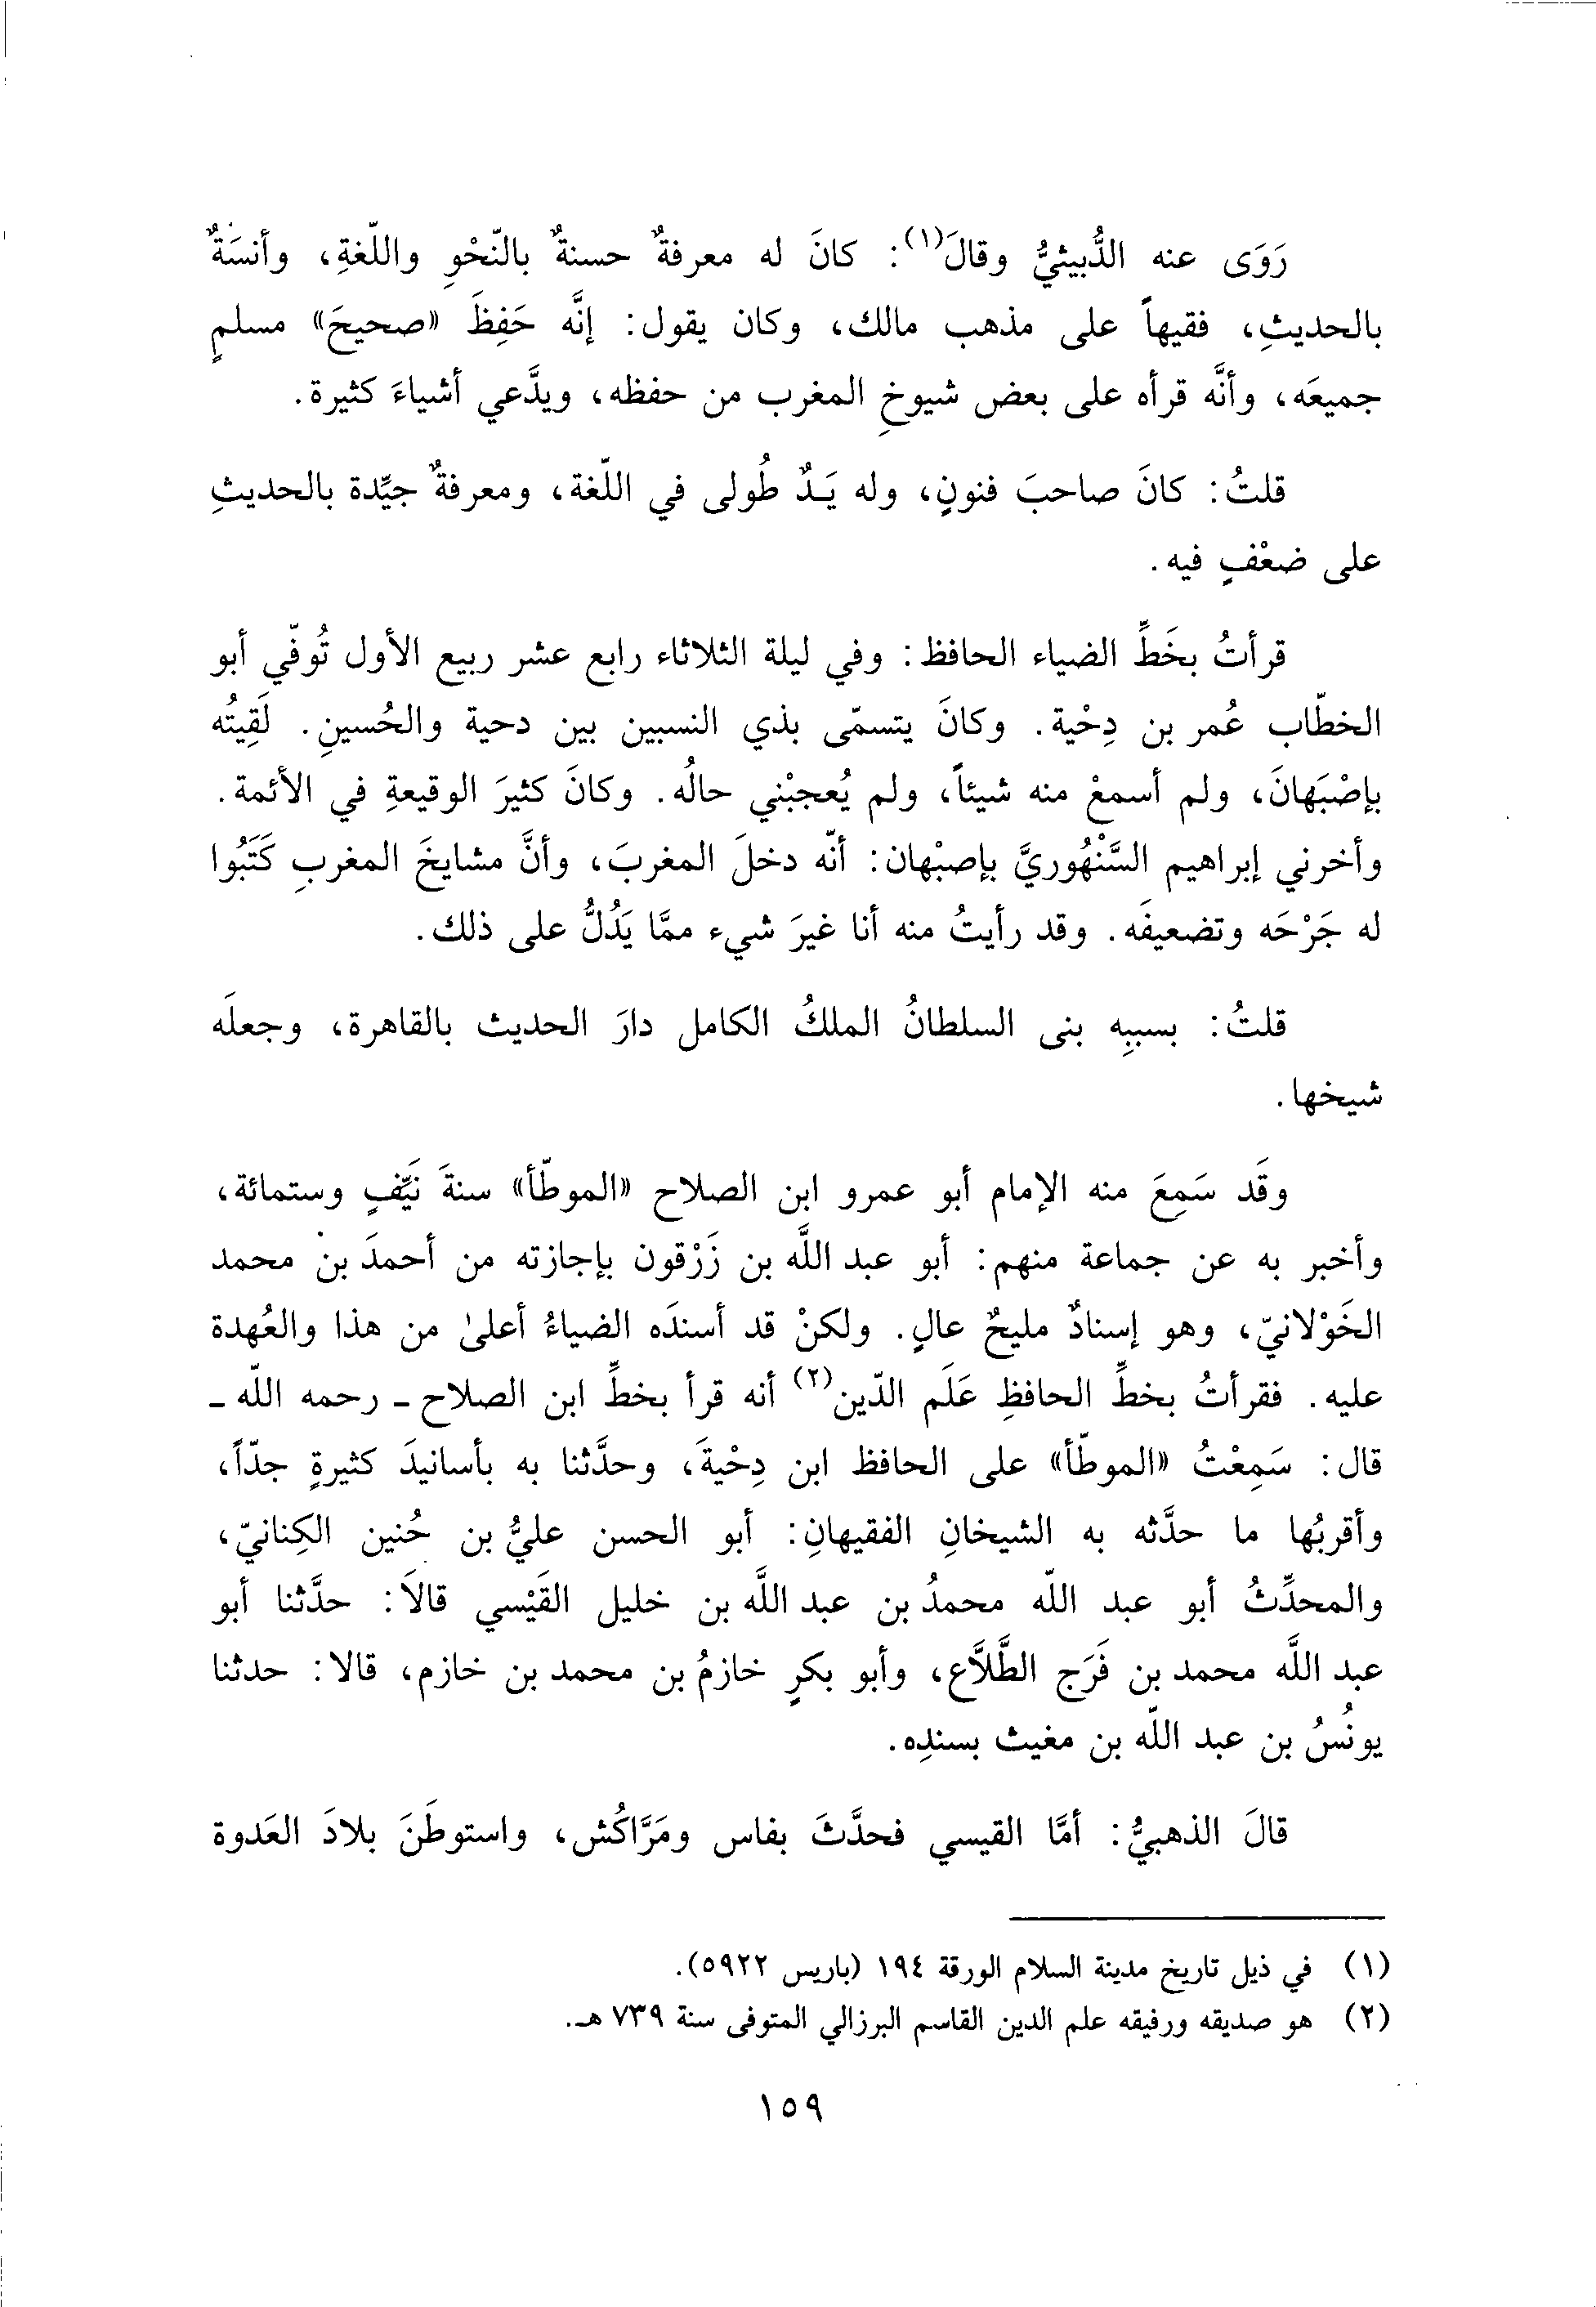 رَوَى عنه الدُّبيثيُّ وقالَ(١): كانَ له معرفةٌ حسنةٌ بالنّحْوِ واللّغةِ، وأنسَةٌ
بالحديثِ، فقيهاً على مذهب مالك، وكان يقول: إنَّه حَفِظَ «صحيحَ» مسلمٍ
جميعَه، وأنَّه قرأه على بعض شيوخِ المغرب من حفظه، ويدَّعي أشياءَ كثيرة.
قلتُ: كانَ صاحبَ فنونٍ، وله يَـدٌ طُولى في اللّغة، ومعرفةٌ جيِّدة بالحديثِ
على ضعْفٍ فيه.
قرأتُ بخَطِّ الضياء الحافظ: وفي ليلة الثلاثاء رابع عشر ربيع الأول تُوفّي أبو
الخطّاب عُمر بن دِحْية. وكانَ يتسمّى بذي النسبين بين دحية والحُسينِ. لَقِيتُه
بإصْبَهانَ، ولم أسمعْ منه شيئاً، ولم يُعجبْني حالُه. وكانَ كثيرَ الوقيعةِ في الأئمة.
وأخرني إبراهيم السَّنْهُوريَّ بإصبْهان: أنّه دخلَ المغربَ، وأنَّ مشايخَ المغربِ كَتَبُوا
له جَرْحَه وتضعيفَه. وقد رأيتُ منه أنا غيرَ شيء ممَّا يَدُلُّ على ذلك.
قلتُ: بسببِه بنى السلطانُ الملكُ الكامل دارَ الحديث بالقاهرة، وجعلَه
شيخها.
وقَد سَمِعَ منه الإمام أبو عمرو ابن الصلاح «الموطّأ» سنةَ نَيِّفٍ وستمائة،
وأخبر به عن جماعة منهم: أبو عبد اللَّه بن زَرْقون بإجازته من أحمدَ بن محمد
الخَوْلانيّ، وهو إسنادٌ مليحٌ عالٍ. ولكنْ قد أسندَه الضياءُ أعلىٰ من هذا والعُهدة
عليه. فقرأتُ بخطِّ الحافظِ عَلَم الدّين(٢) أنه قرأ بخطِّ ابن الصلاح ـ رحمه اللّه ـ
قال: سَمِعْتُ «الموطّأ» على الحافظ ابن دِحْيةَ، وحدَّثنا به بأسانيدَ كثيرةٍ جدّاً،
وأقربُها ما حدَّثه به الشيخانِ الفقيهانِ: أبو الحسن عليُّ بن حُنين الكِنانيّ،
والمحدِّثُ أبو عبد اللّه محمدُ بن عبد اللَّه بن خليل القَيْسي قالاَ: حدَّثنا أبو
عبد اللَّه محمد بن فَرَج الطَّلاَّع، وأبو بكرٍ خازمُ بن محمد بن خازم، قالا: حدثنا
يونُسُ بن عبد اللّه بن مغيث بسندِه.
قالَ الذهبيُّ: أمَّا القيسي فحدَّثَ بفاس ومَرَّاكُش، واستوطَنَ بلادَ العَدوة
(١) في ذيل تاريخ مدينة السلام الورقة ١٩٤ (باريس ٥٩٢٢).
(٢) هو صديقه ورفيقه علم الدين القاسم البرزالي المتوفى سنة ٧٣٩ هـ.
١٥٩